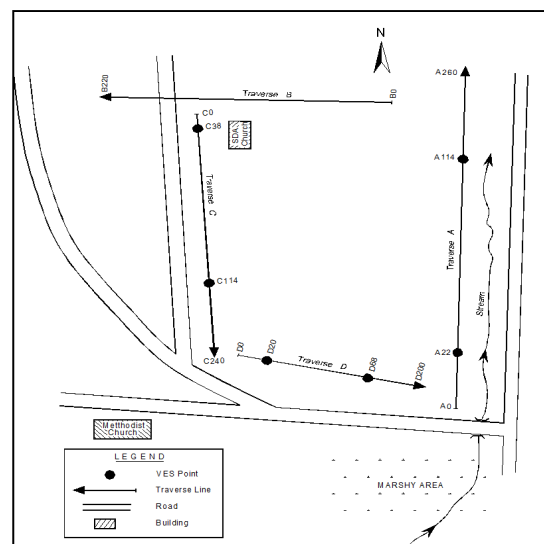 N
B220
Traverse B
B0
A260
C0
C38
SDA
Church
A114
Traverse
C
Traverse A
C114
Stream
D0
D20
Traverse D
D68
D200
C240
A22
A0
Metthodist
Church
LEGEND
VES Point
Traverse Line
Road
Building
MARSHY AREA